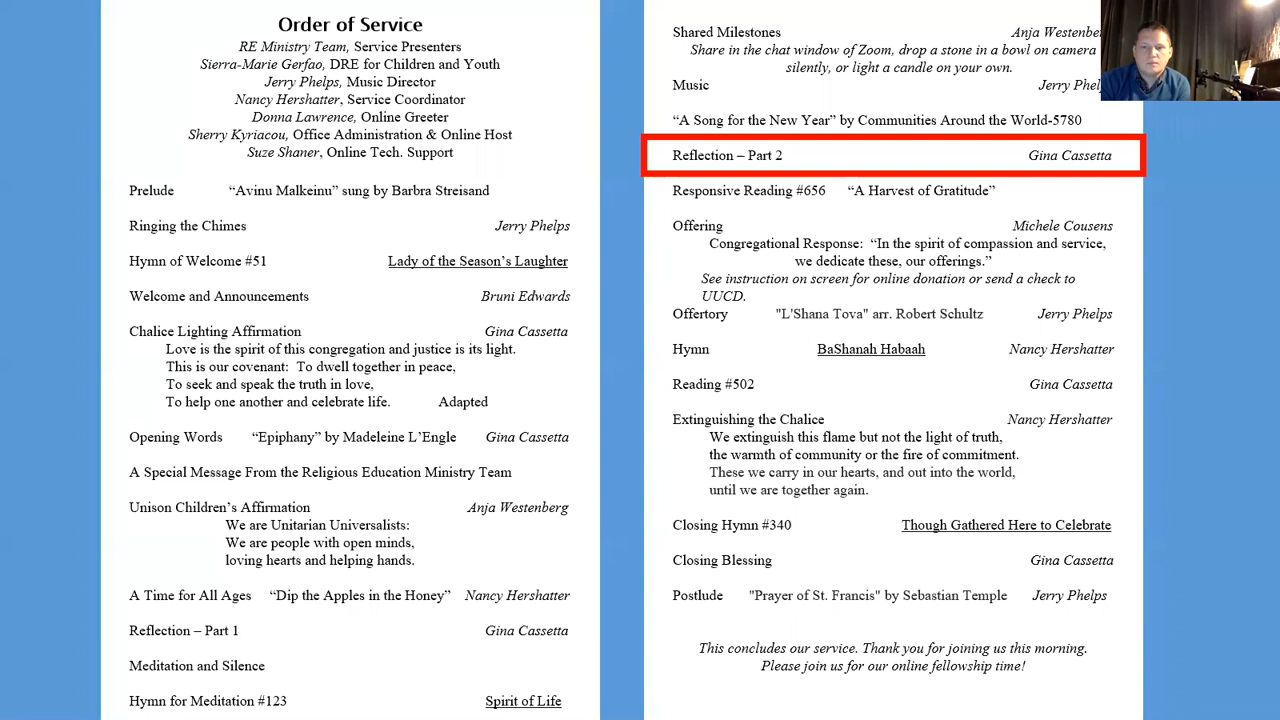 Order of Service
RE Ministry Team, Service Presenters
Sierra-Marie Gerfao, DRE for Children and Youth
Jerry Phelps, Music Director
Nancy Hershatter, Service Coordinator
Donna Lawrence, Online Greeter
Sherry Kyriacou, Office Administration & Online Host
Suze Shaner, Online Tech. Support
Prelude “Avinu Malkeinu” sung by Barbra Streisand
Ringing the Chimes Jerry Phelps
Hymn of Welcome #51 Lady of the Season’s Laughter
Welcome and Announcements Bruni Edwards
Chalice Lighting Affirmation Gina Cassetta
Love is the spirit of this congregation and justice is its light.
This is our covenant: To dwell together in peace,
To seek and speak the truth in love,
To help one another and celebrate life. Adapted
Opening Words “Epiphany” by Madeleine L’Engle Gina Cassetta
A Special Message From the Religious Education Ministry Team
Unison Children’s Affirmation Anja Westenberg
We are Unitarian Universalists:
We are people with open minds,
loving hearts and helping hands.
A Time for All Ages “Dip the Apples in the Honey” Nancy Hershatter
Reflection – Part 1 Gina Cassetta
Meditation and Silence
Hymn for Meditation #123 Spirit of Life
Shared Milestones Anja Westenber
Share in the chat window of Zoom, drop a stone in a bowl on camera
silently, or light a candle on your own.
Music Jerry Phelp
“A Song for the New Year” by Communities Around the World-5780
Reflection – Part 2 Gina Cassetta
Responsive Reading #656 “A Harvest of Gratitude”
Offering Michele Cousens
Congregational Response: “In the spirit of compassion and service,
we dedicate these, our offerings.”
See instruction on screen for online donation or send a check to
UUCD.
Offertory "L'Shana Tova" arr. Robert Schultz Jerry Phelps
Hymn BaShanah Habaah Nancy Hershatter
Reading #502 Gina Cassetta
Extinguishing the Chalice Nancy Hershatter
We extinguish this flame but not the light of truth,
the warmth of community or the fire of commitment.
These we carry in our hearts, and out into the world,
until we are together again.
Closing Hymn #340 Though Gathered Here to Celebrate
Closing Blessing Gina Cassetta
Postlude "Prayer of St. Francis" by Sebastian Temple Jerry Phelps
This concludes our service. Thank you for joining us this morning.
Please join us for our online fellowship time!